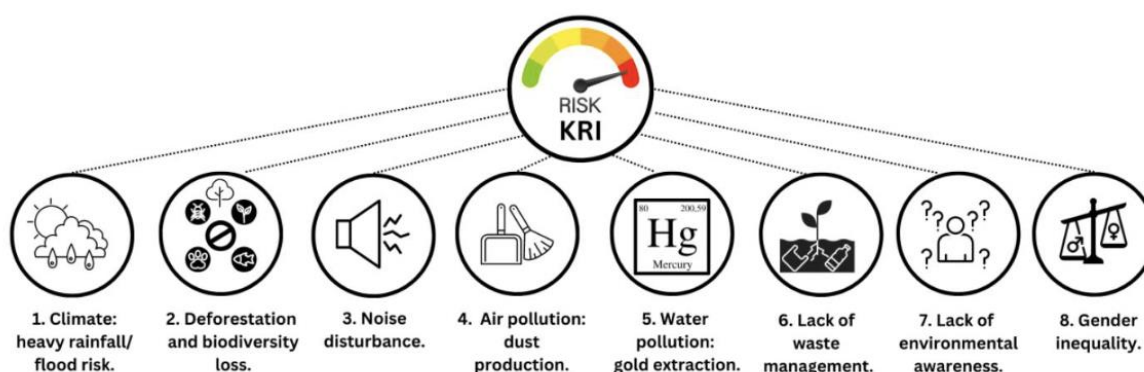 RISK
KRI
80 200,59
Hg
Mercury
1. Climate:
heavy rainfall/
flood risk.
2. Deforestation
and biodiversity
loss.
3. Noise
disturbance.
4. Air pollution:
dust
production.
5. Water
pollution:
gold extraction.
6. Lack of
waste
management.
7. Lack of
environmental
awareness.
8. Gender
inequality.